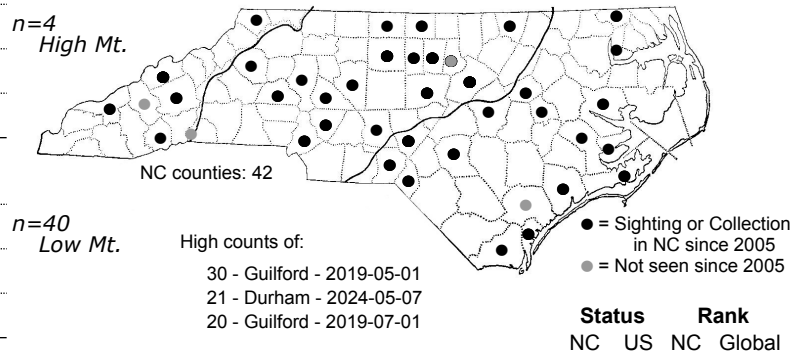 n=4
High Mt.
NC counties: 42
n=40
Low Mt.
High counts of:
30 - Guilford - 2019-05-01
21 - Durham - 2024-05-07
20 - Guilford - 2019-07-01
● = Sighting or Collection
in NC since 2005
● = Not seen since 2005
Status Rank
NC US NC Global